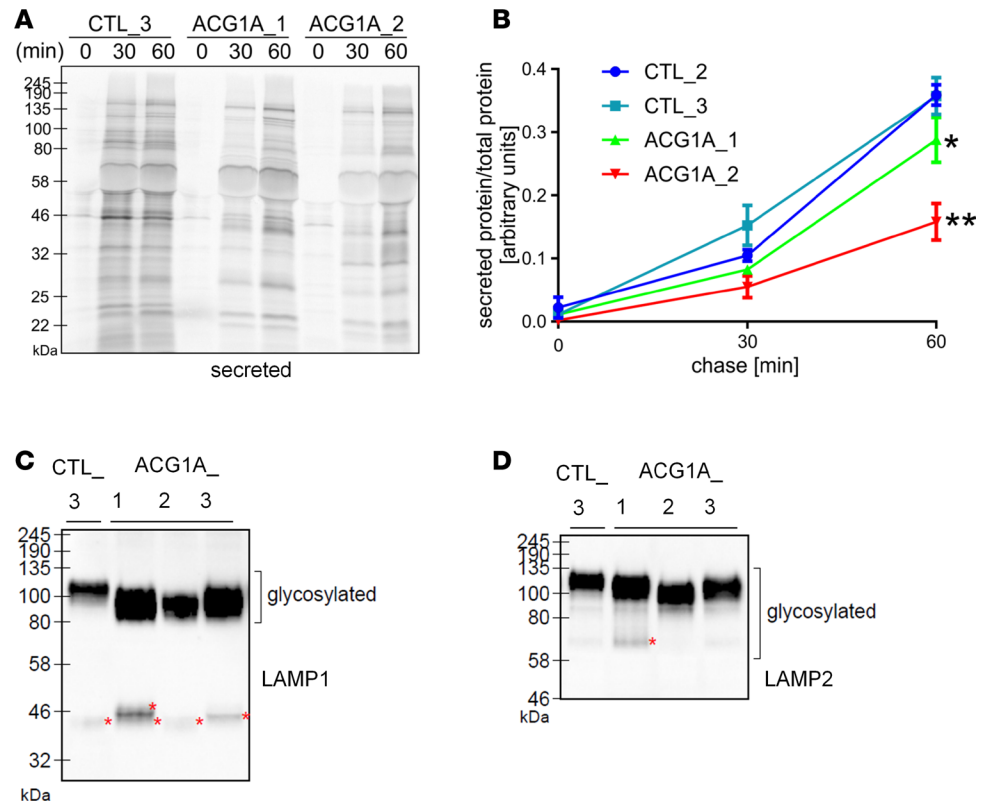 A
CTL_3 ACG1A_1 ACG1A_2
(min) 0 30 60 0 30 60 0 30 60
245
190
135
100
80
58
46
32
25
22
kDa
secreted
B
CTL_2
CTL_3
ACG1A_1
ACG1A_2
secreted protein/total protein
[arbitrary units]
0.4
0.3
0.2
0.1
0.0
*
**
0 30 60
chase [min]
C
CTL_ ACG1A_
3 1 2 3
245
190
135
100
80
58
46
32
kDa
glycosylated
LAMP1
* * * * *
D
CTL_ ACG1A_
3 1 2 3
245
190
135
100
80
58
46
kDa
glycosylated
*
LAMP2